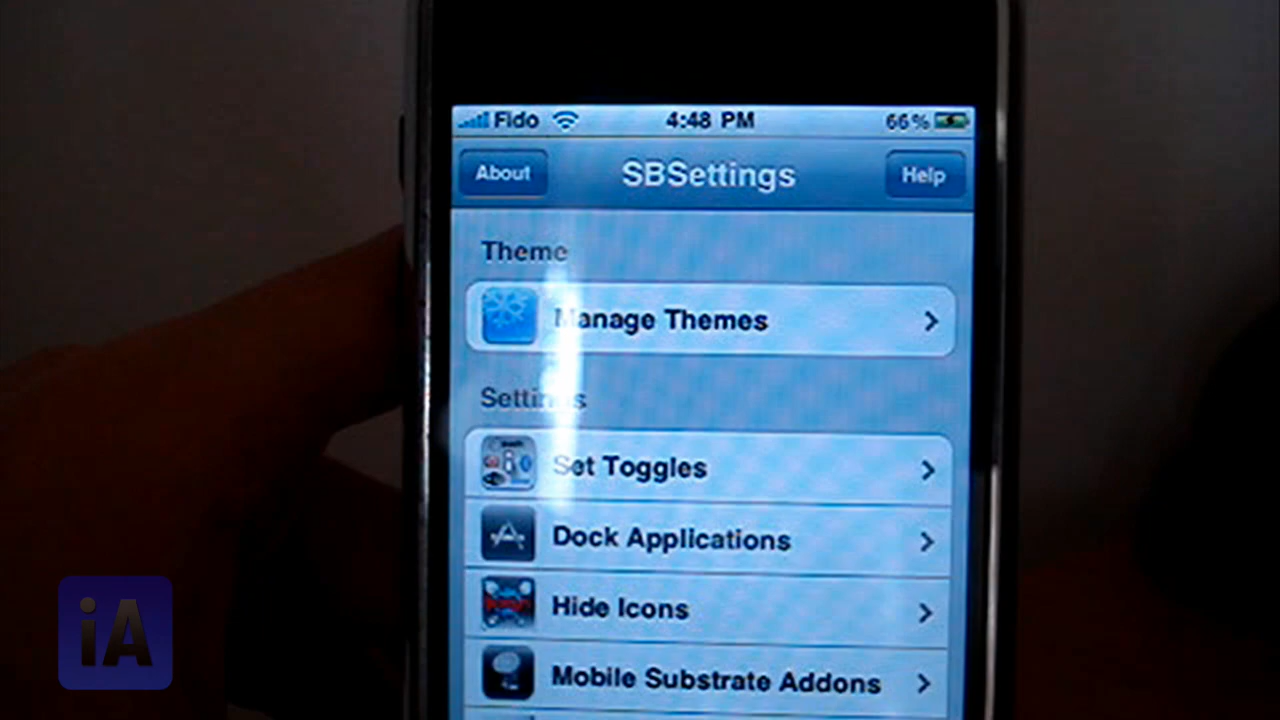 Fido 4:48 PM 66%
About SBSettings Help
Theme
Manage Themes
Settings
Set Toggles
Dock Applications
Hide Icons
Mobile Substrate Addons
iA